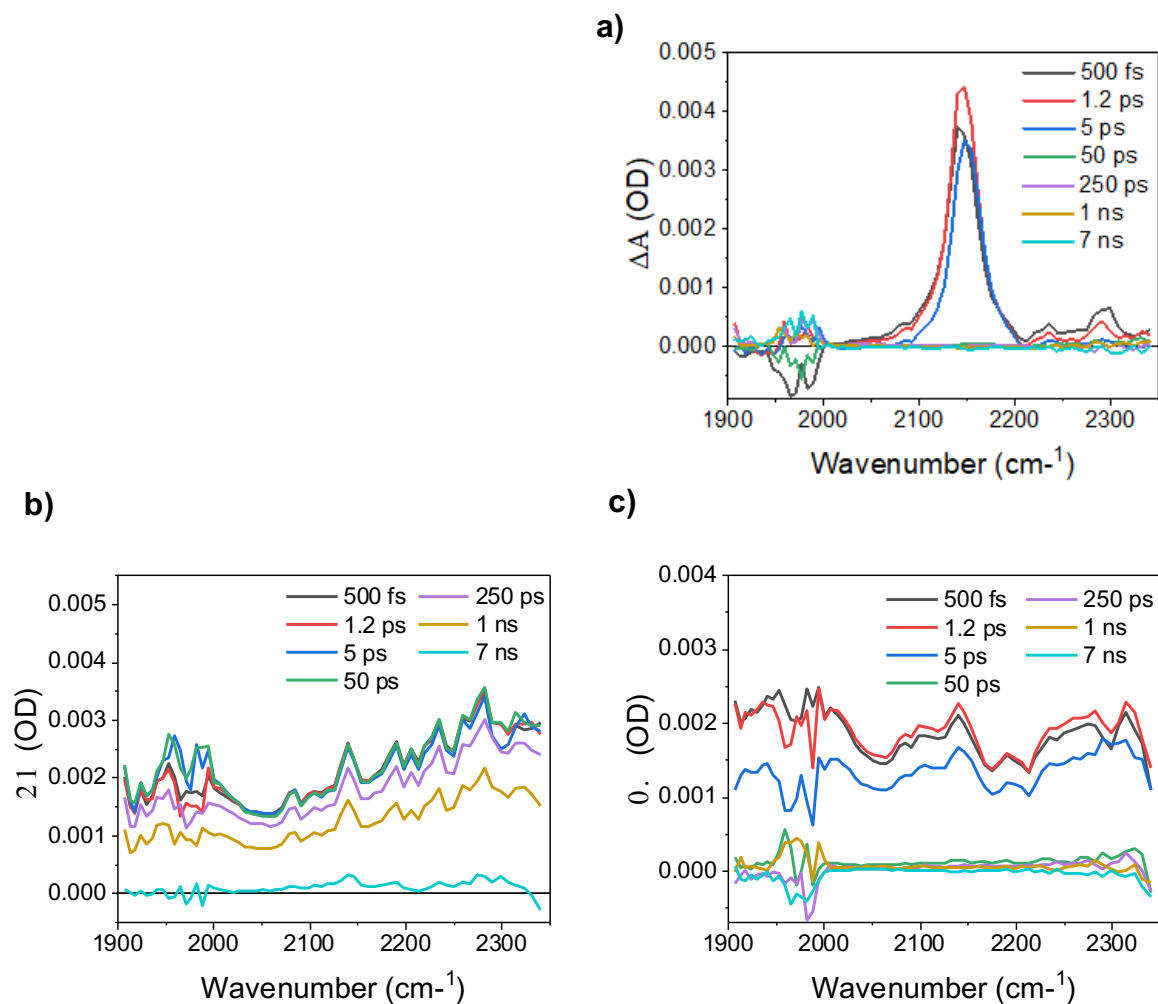 a)
ΔA (OD)
0.005
0.004
0.003
0.002
0.001
0.000
500 fs
1.2 ps
5 ps
50 ps
250 ps
1 ns
7 ns
1900 2000 2100 2200 2300
Wavenumber (cm-¹)
b)
21 (OD)
0.005
0.004
0.003
0.002
0.001
0.000
500 fs 250 ps
1.2 ps 1 ns
5 ps 7 ns
50 ps
1900 2000 2100 2200 2300
Wavenumber (cm-¹)
c)
0. (OD)
0.004
0.003
0.002
0.001
0.000
500 fs 250 ps
1.2 ps 1 ns
5 ps 7 ns
50 ps
1900 2000 2100 2200 2300
Wavenumber (cm-¹)